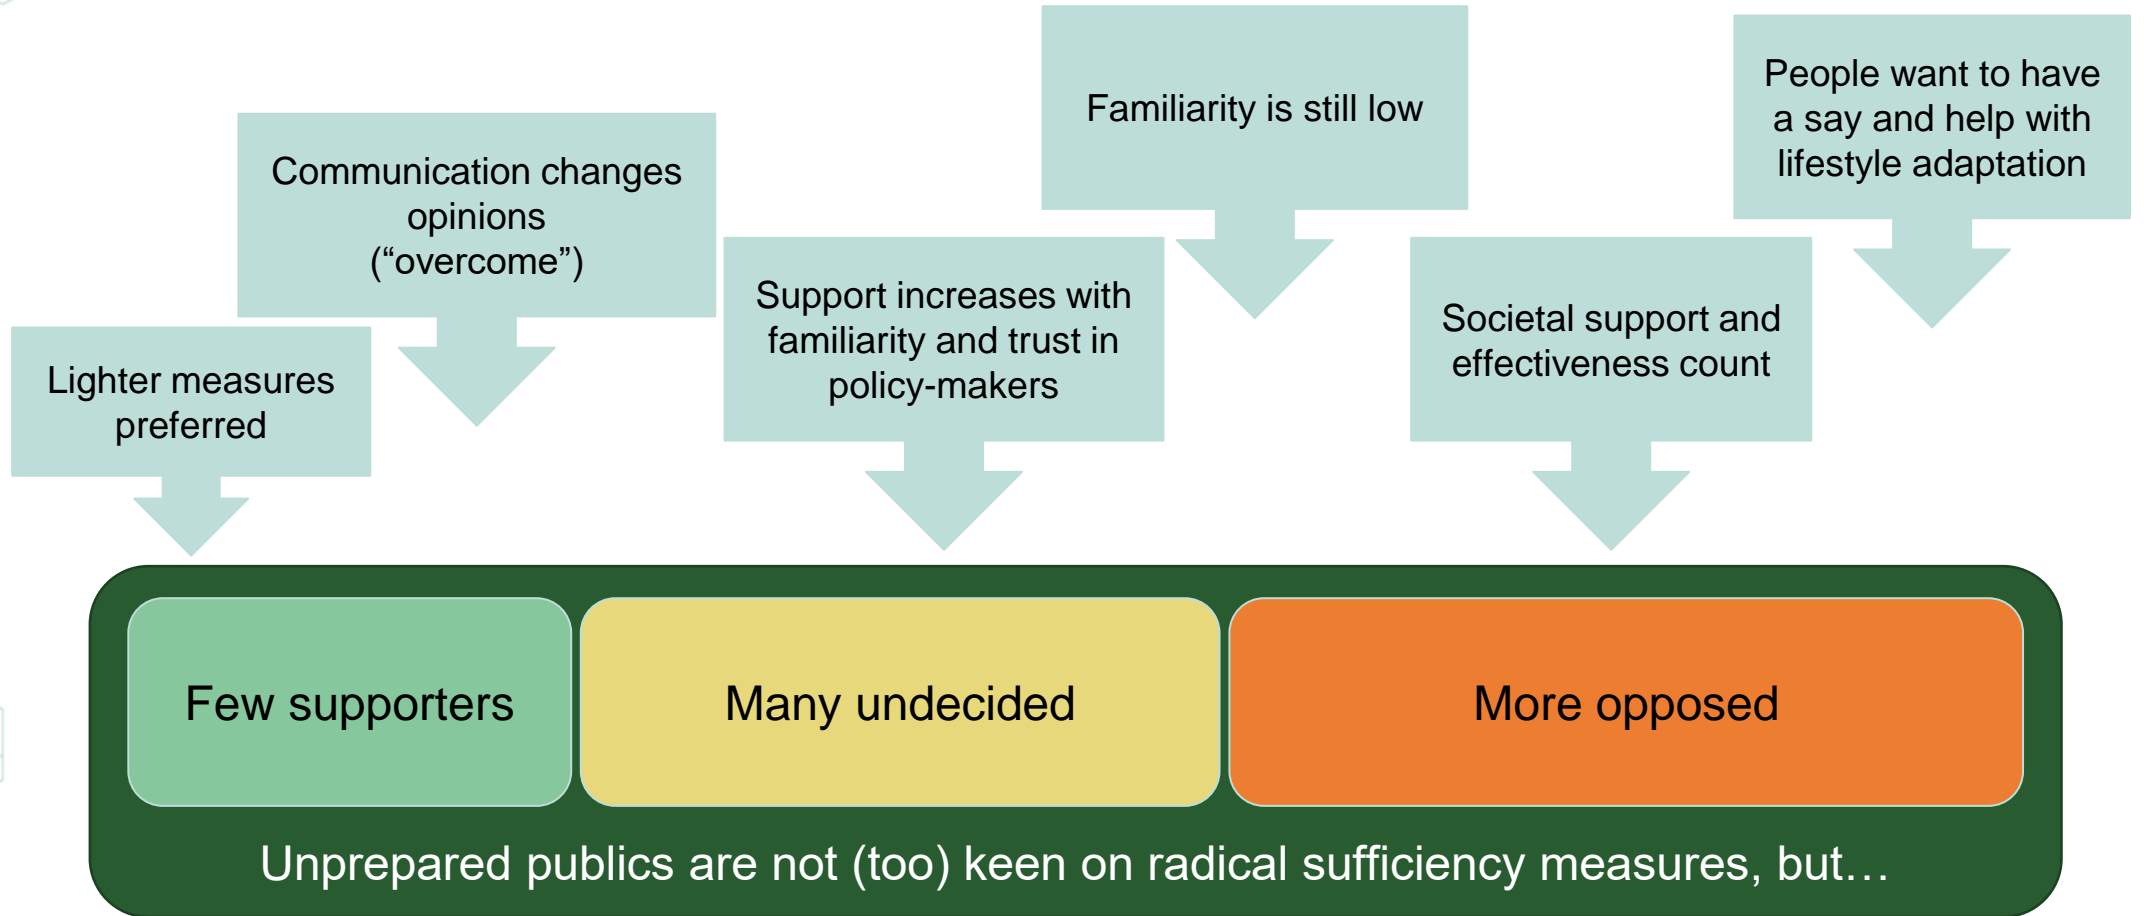 Lighter measures
preferred
Communication changes
opinions
(“overcome”)
Support increases with
familiarity and trust in
policy-makers
Familiarity is still low
Societal support and
effectiveness count
People want to have
a say and help with
lifestyle adaptation
Few supporters
Many undecided
More opposed
Unprepared publics are not (too) keen on radical sufficiency measures, but…